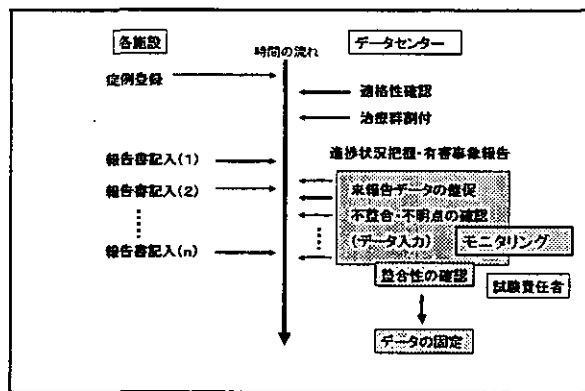 各施設
時間の流れ
データセンター
症例登録
適格性確認
治療群割付
進捗状況把握・有害事象報告
報告書記入(1)
報告書記入(2)
報告書記入(n)
未報告データの督促
不整合・不明点の確認
(データ入力)
モニタリング
整合性の確認
試験責任者
データの固定